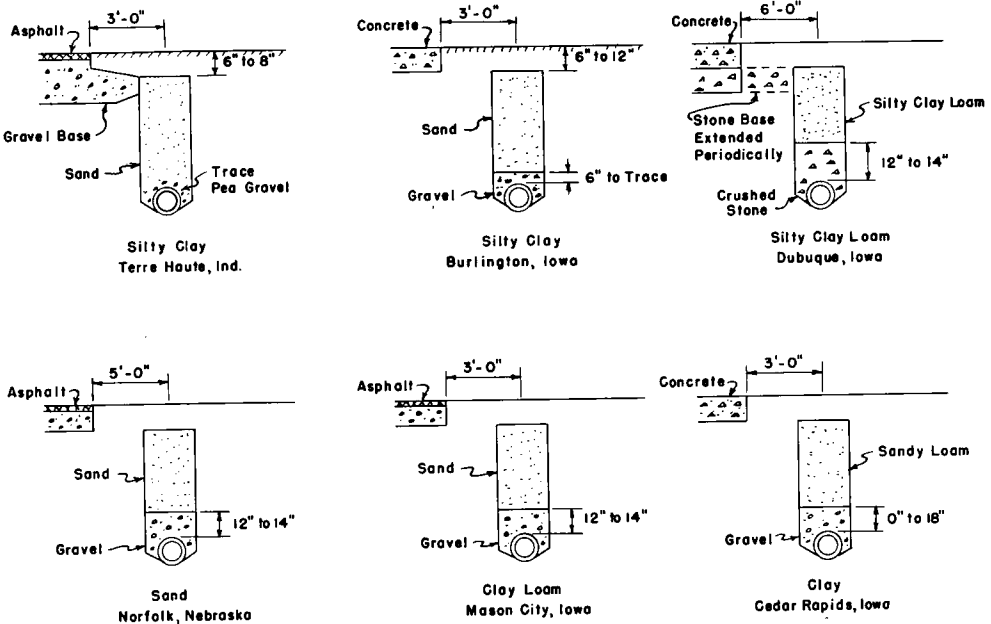 3'-0"
Asphalt
6" to 8"
Gravel Base
Sand
Trace
Pea Gravel
Silty Clay
Terre Haute, Ind.
3'-0"
Concrete
6" to 12"
Sand
6" to Trace
Gravel
Silty Clay
Burlington, Iowa
6'-0"
Concrete
Silty Clay Loam
Stone Base
Extended
Periodically
12" to 14"
Crushed
Stone
Silty Clay Loam
Dubuque, Iowa
5'-0"
Asphalt
Sand
12" to 14"
Gravel
Sand
Norfolk, Nebraska
3'-0"
Asphalt
Sand
12" to 14"
Gravel
Clay Loam
Mason City, Iowa
3'-0"
Concrete
Sandy Loam
0" to 18"
Gravel
Clay
Cedar Rapids, Iowa